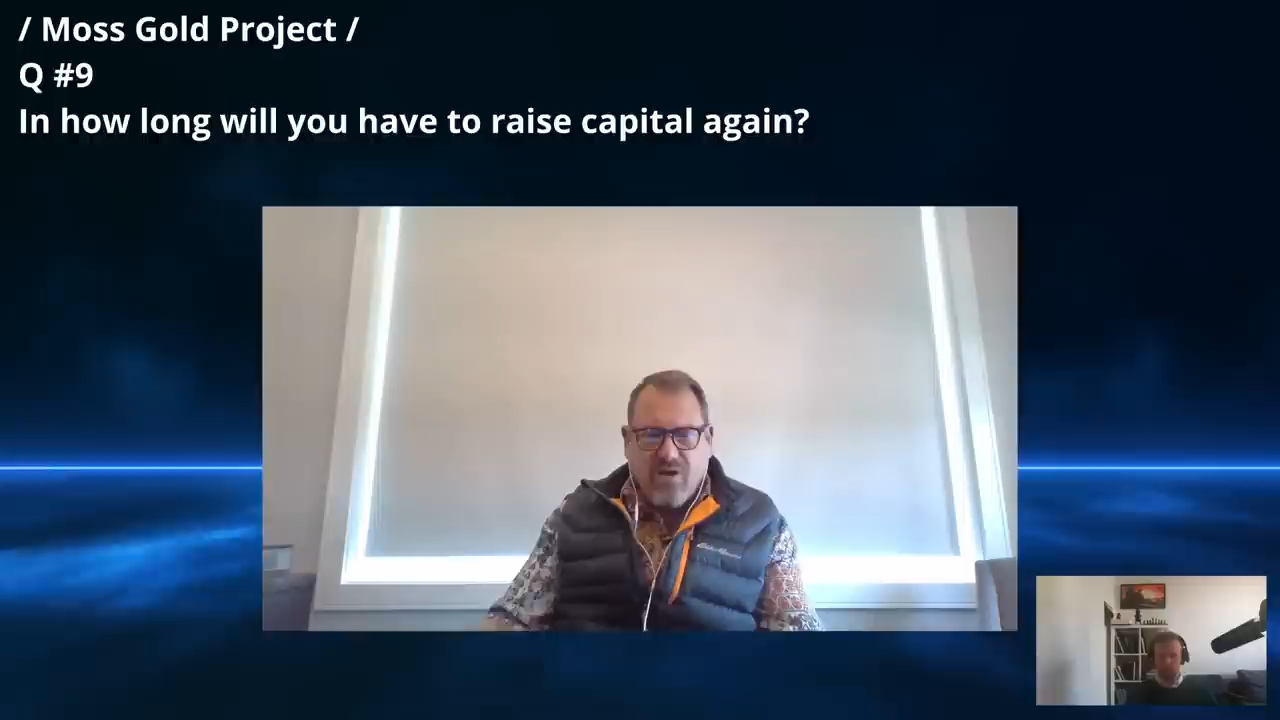 / Moss Gold Project /
Q #9
In how long will you have to raise capital again?